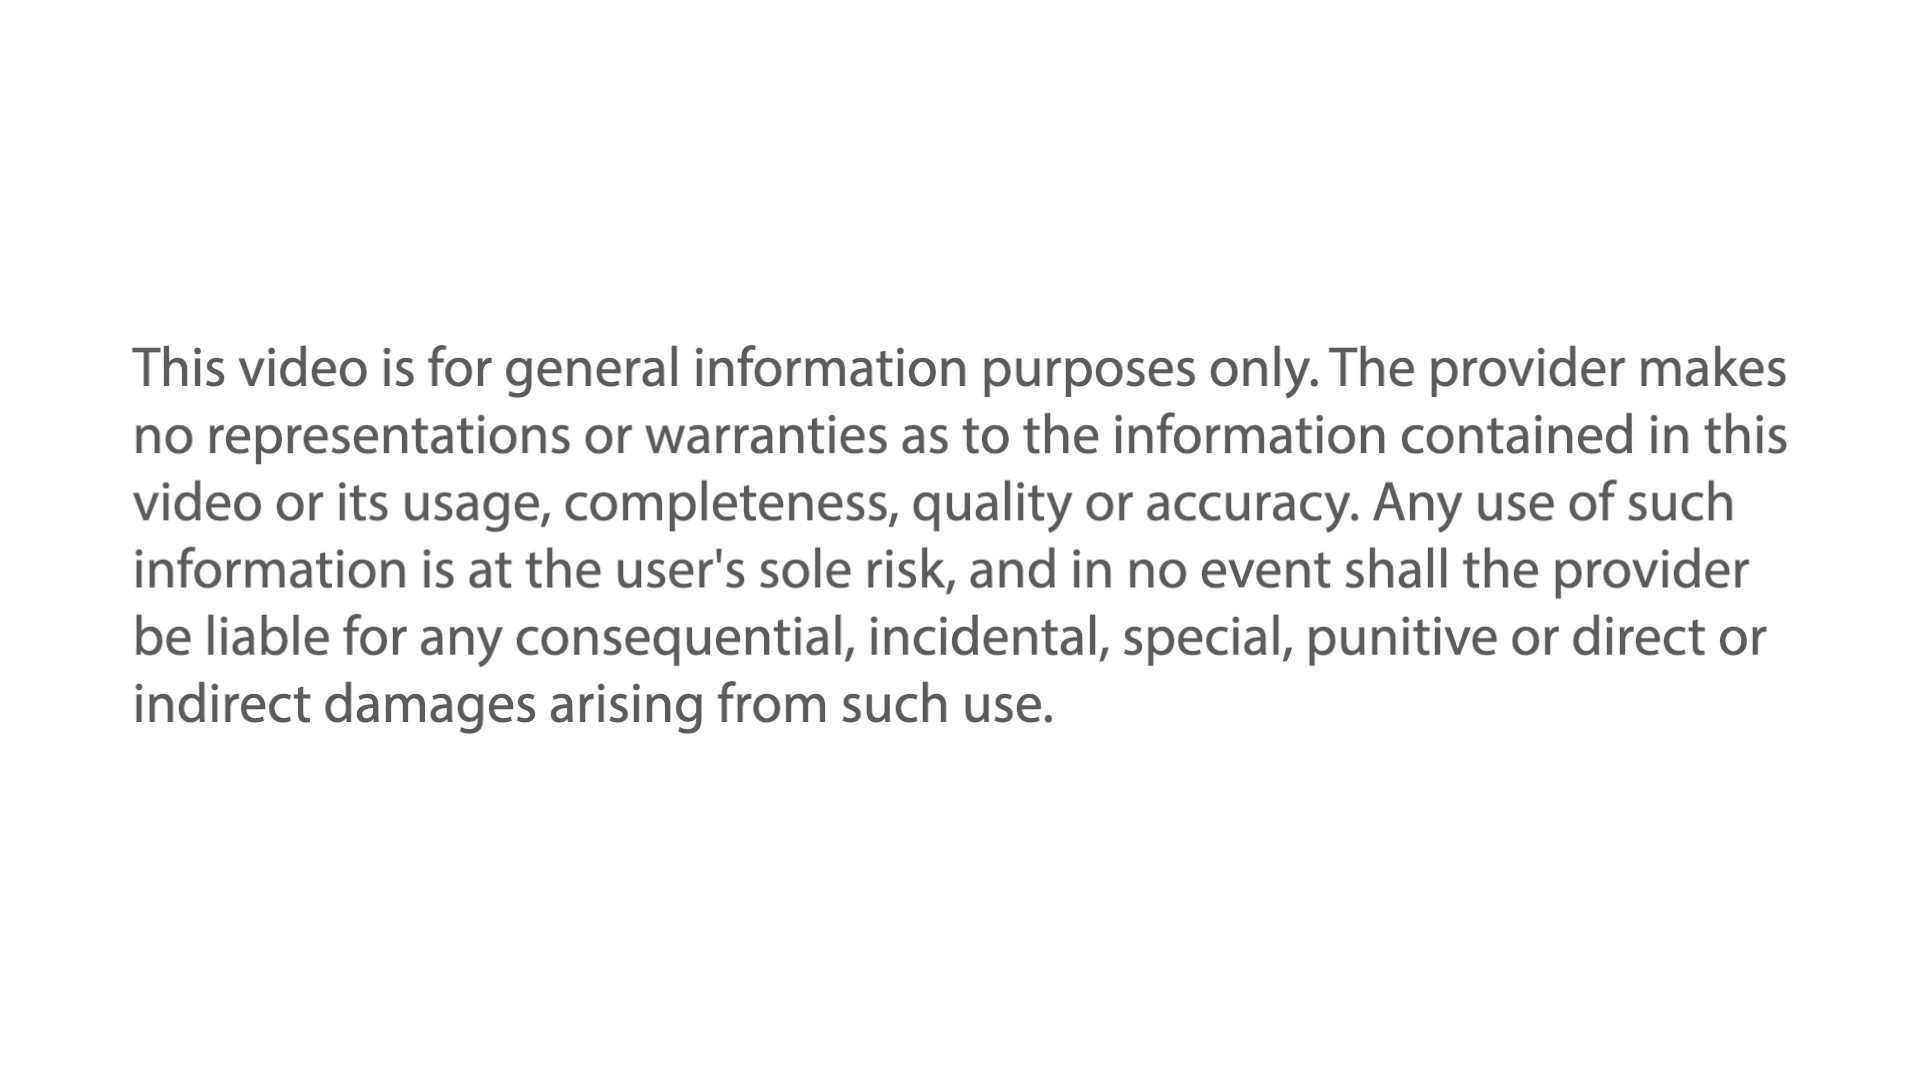 This video is for general information purposes only. The provider makes
no representations or warranties as to the information contained in this
video or its usage, completeness, quality or accuracy. Any use of such
information is at the user's sole risk, and in no event shall the provider
be liable for any consequential, incidental, special, punitive or direct or
indirect damages arising from such use.